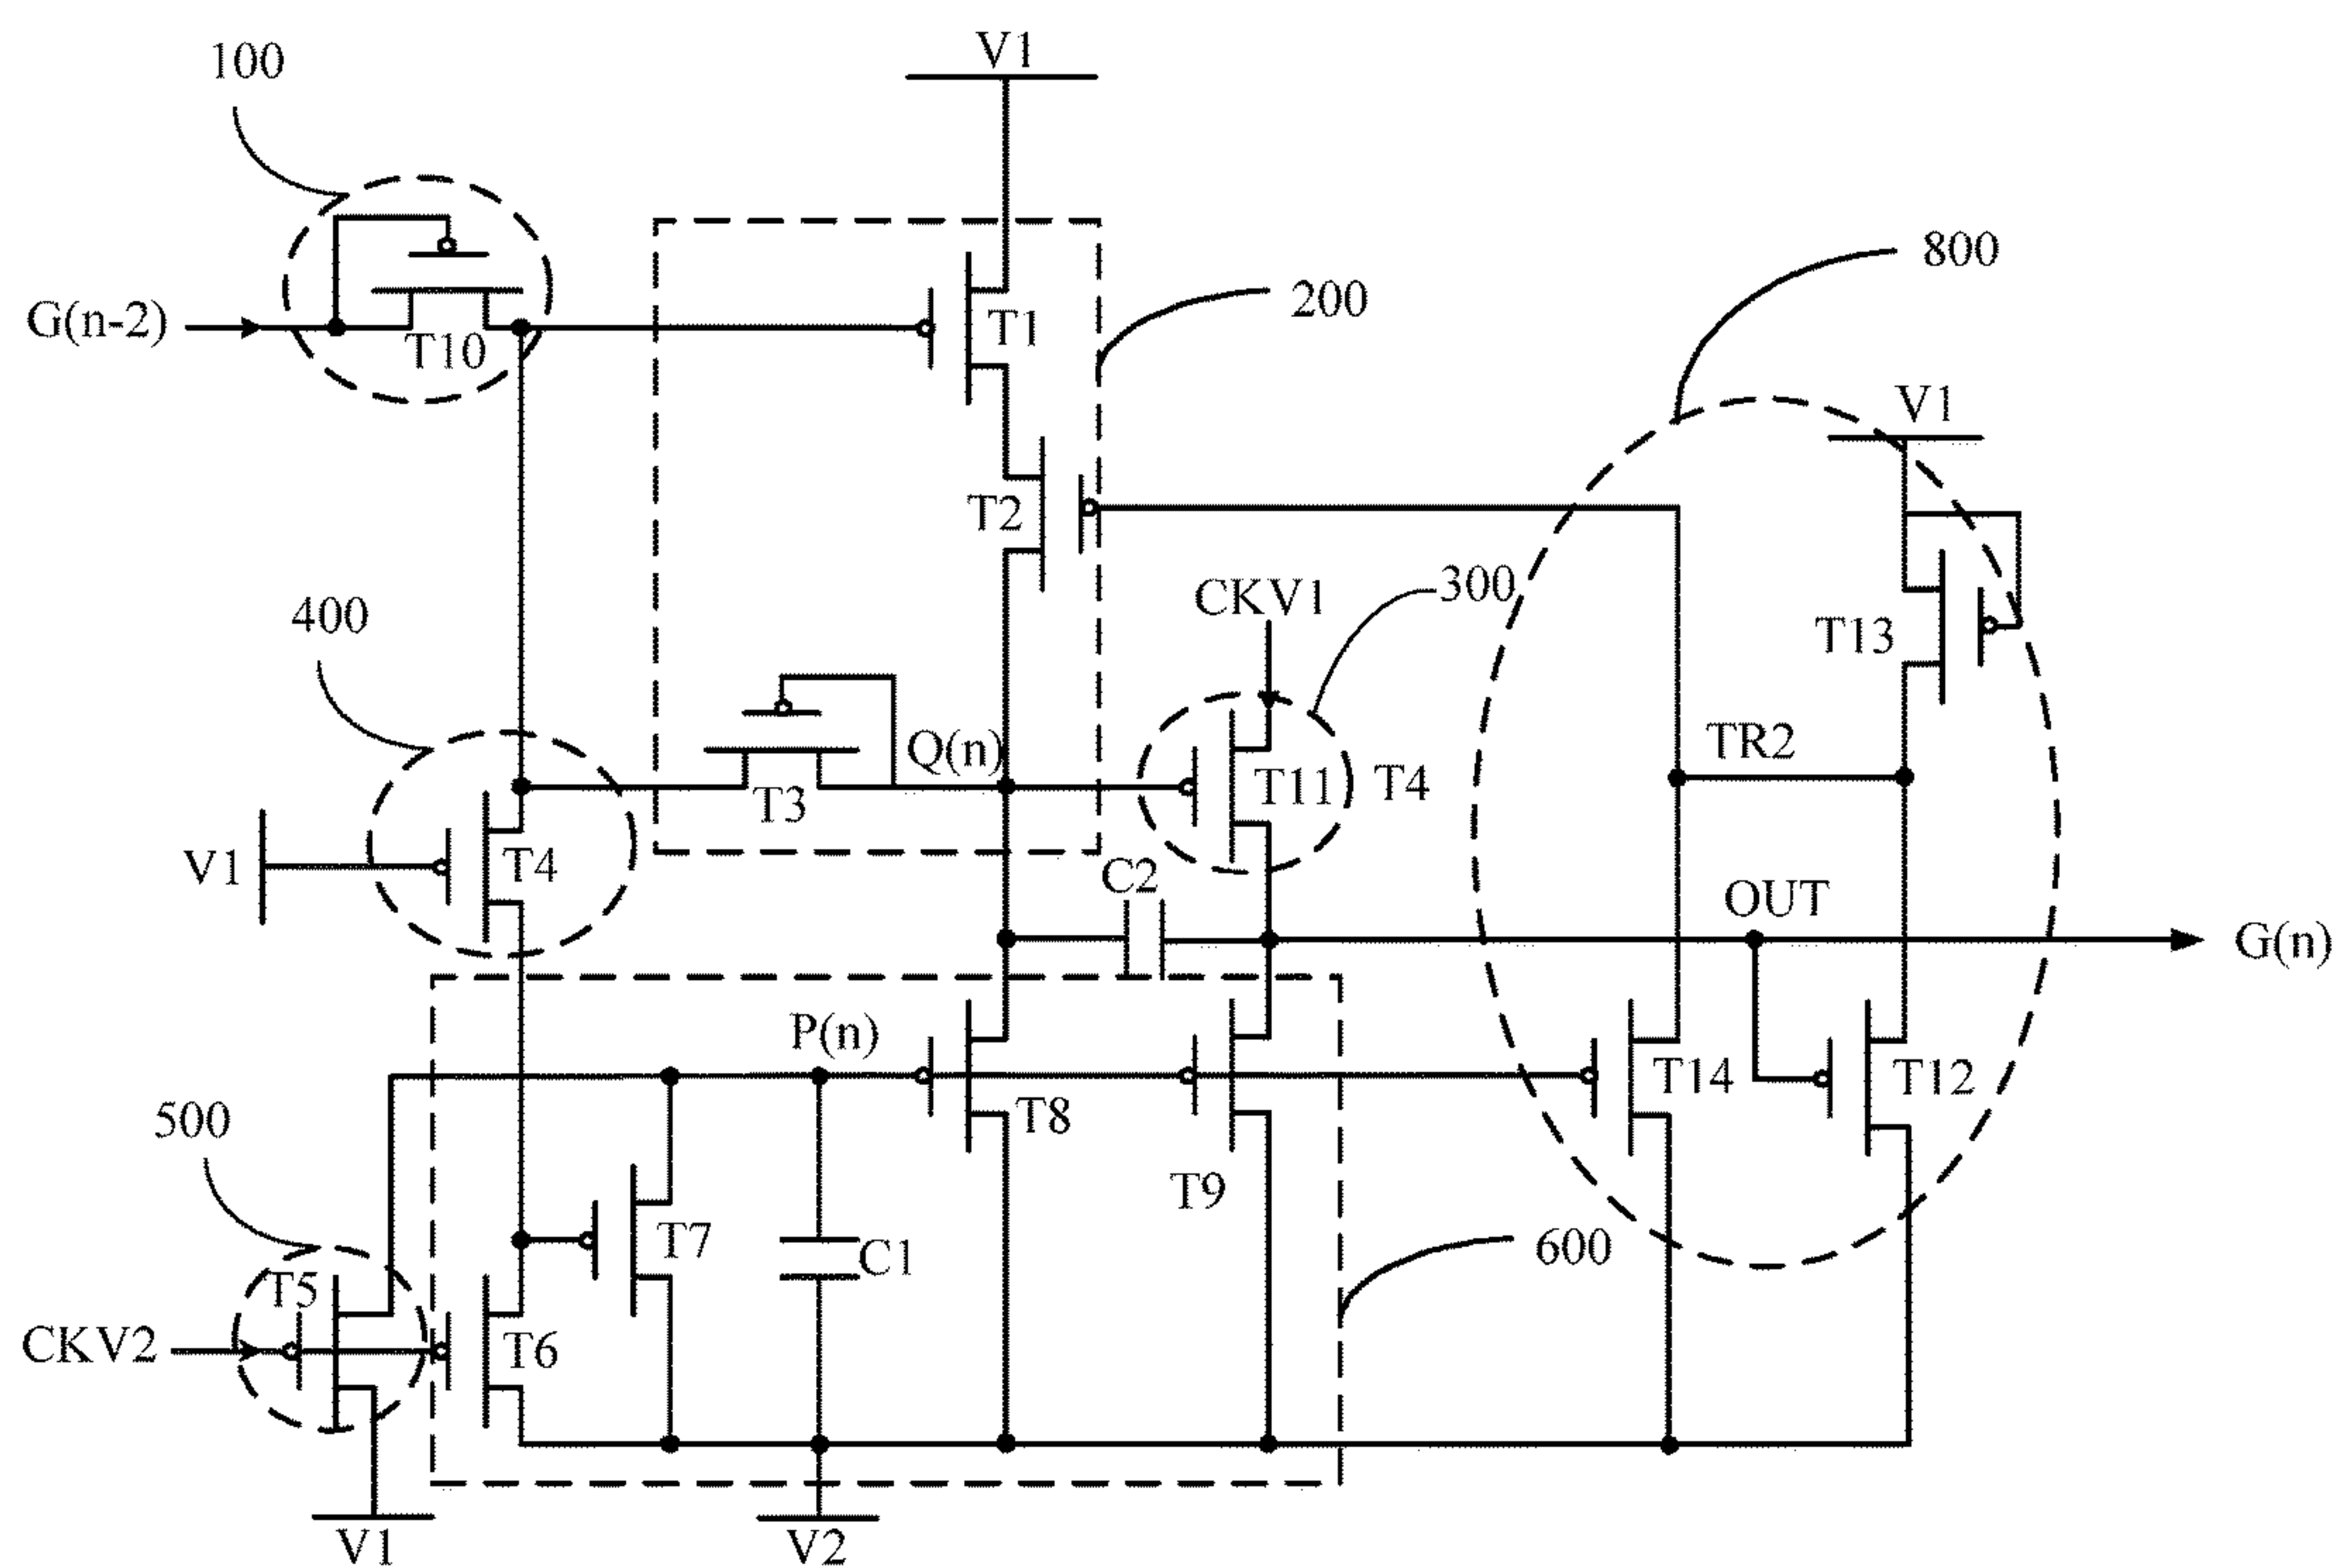 V1
100
800
200
G(n-2)
T1
T10
V1
T2
300
CKV1
400
T13
Q(n)
TR2
T11
T4
T3
V1
T4
C2
OUT
G(n)
P(n)
T14
T12
T8
500
T9
T7
600
C1
T5
CKV2
T6
V1
V2